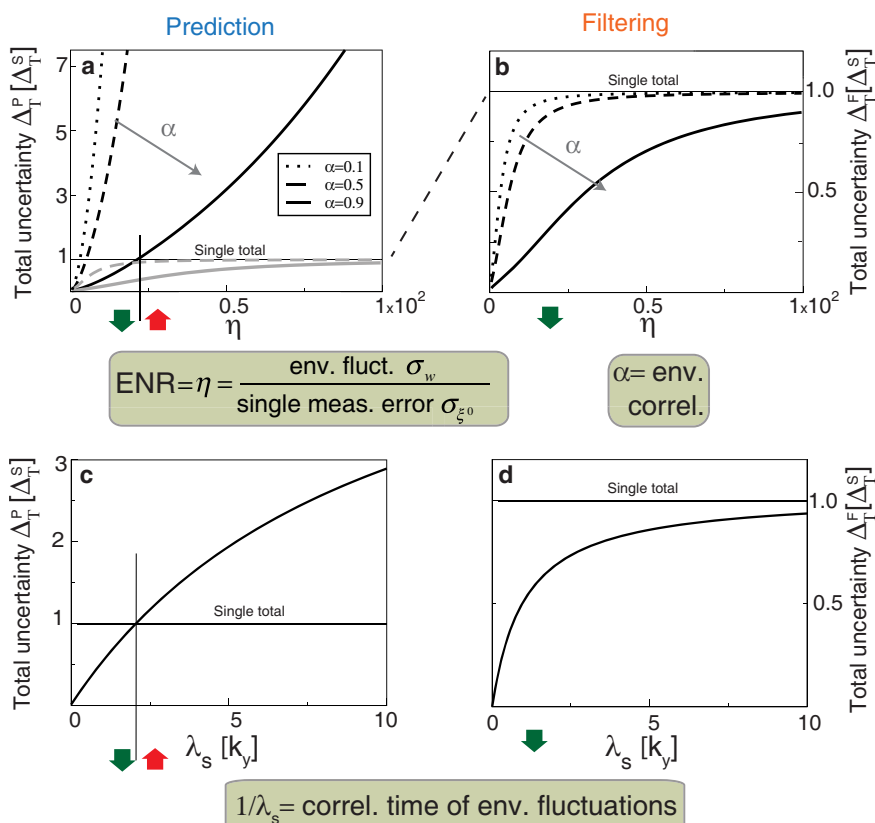 Prediction
Filtering
Total uncertainty Δ_T^P [Δ_T^S]
a
7
5
3
1
α
α=0.1
α=0.5
α=0.9
Single total
0
0.5
1×10²
η
b
Single total
α
1.0
0.5
Total uncertainty Δ_T^F [Δ_T^S]
0
0.5
1×10²
η
ENR=η= env. fluct. σ_w
single meas. error σ_ξ⁰
α= env.
correl.
Total uncertainty Δ_T^P [Δ_T^S]
c
3
2
1
Single total
0
5
10
λ_s [k_y]
d
Single total
1.0
0.5
Total uncertainty Δ_T^F [Δ_T^S]
0
5
10
λ_s [k_y]
1/λ_s= correl. time of env. fluctuations